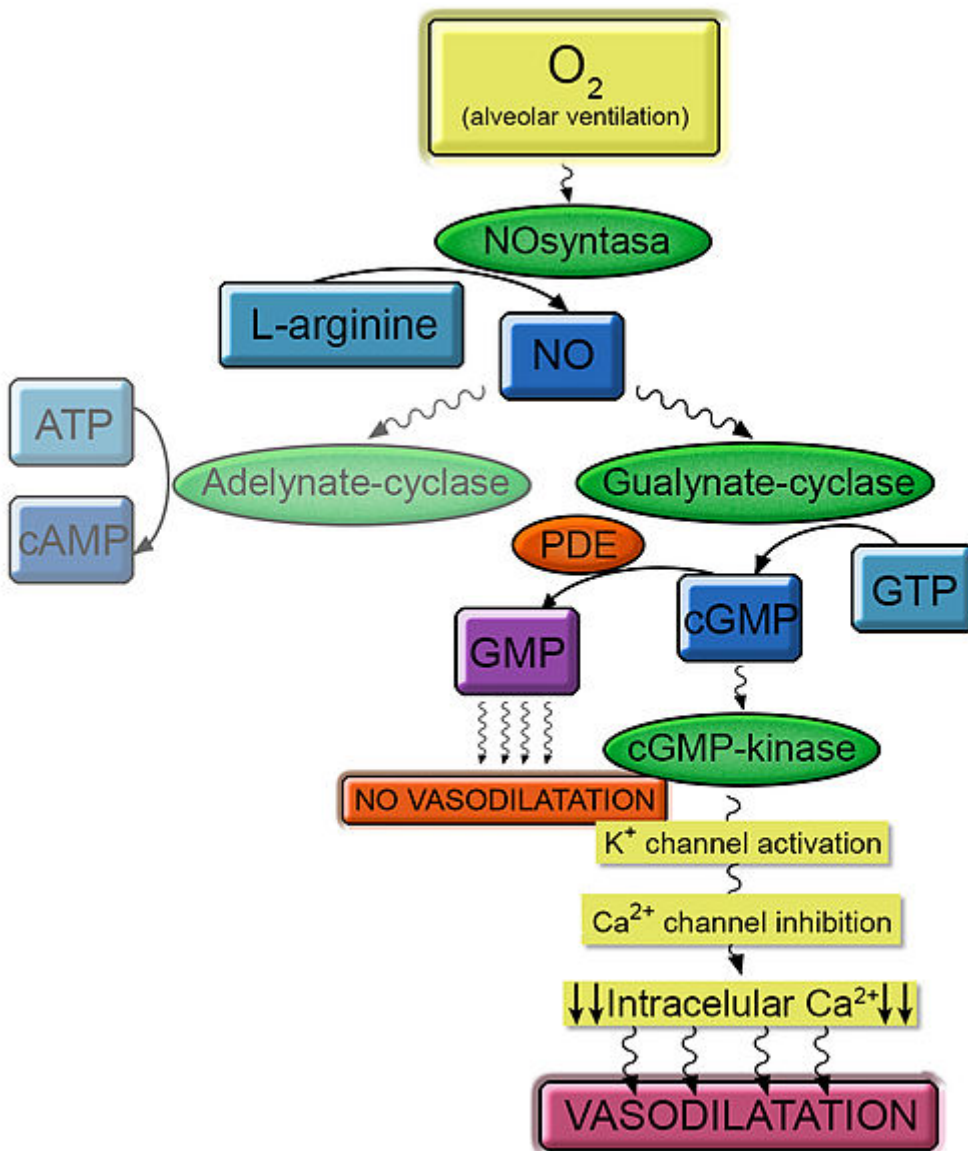 O₂
(alveolar ventilation)
NOsyntasa
L-arginine
NO
ATP
Adelynate-cyclase
Gualynate-cyclase
cAMP
PDE
GTP
cGMP
GMP
cGMP-kinase
NO VASODILATATION
K⁺ channel activation
Ca²⁺ channel inhibition
↓↓Intracelular Ca²⁺↓↓
VASODILATATION